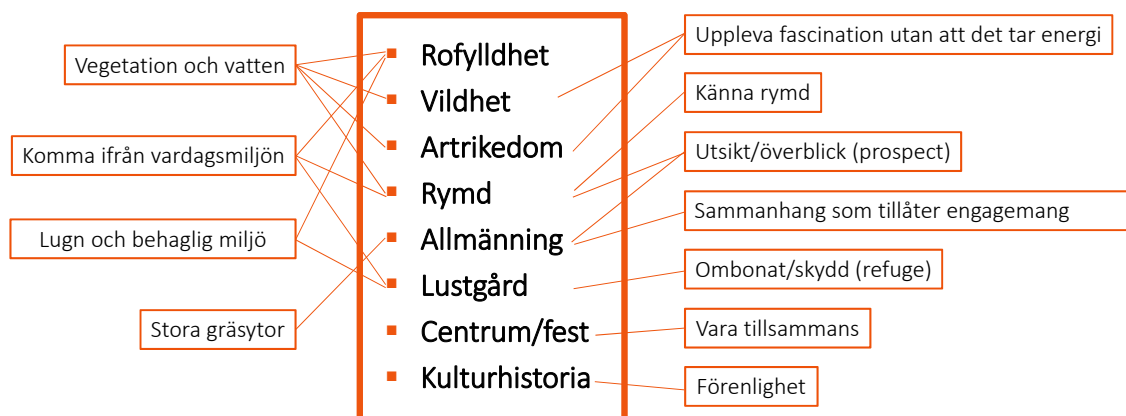 Vegetation och vatten
Komma ifrån vardagsmiljön
Lugn och behaglig miljö
Stora gräsytor
▪ Rofylldhet
▪ Vildhet
▪ Artrikedom
▪ Rymd
▪ Allmänning
▪ Lustgård
▪ Centrum/fest
▪ Kulturhistoria
Uppleva fascination utan att det tar energi
Känna rymd
Utsikt/överblick (prospect)
Sammanhang som tillåter engagemang
Ombonat/skydd (refuge)
Vara tillsammans
Förenlighet